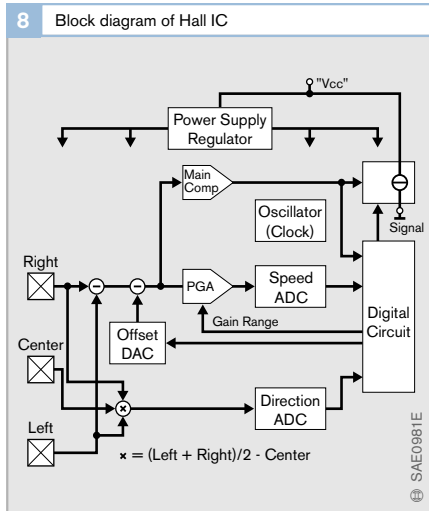 8 Block diagram of Hall IC
"Vcc"
Power Supply
Regulator
Main
Comp
Oscillator
(Clock)
Signal
Right
PGA
Speed
ADC
Gain Range
Digital
Circuit
Offset
DAC
Center
Direction
ADC
Left
× = (Left + Right)/2 - Center
SAE0981E